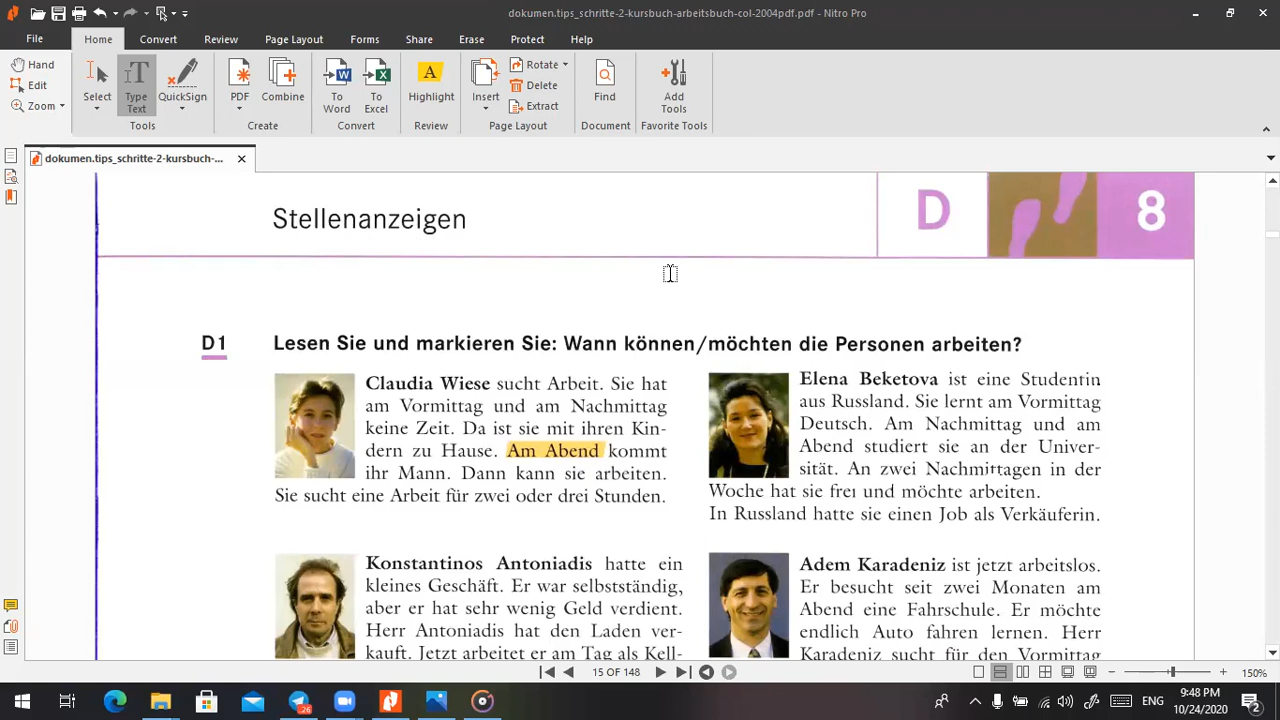 dokumen.tips_schritte-2-kursbuch-arbeitsbuch-col-2004pdf.pdf - Nitro Pro
File Home Convert Review Page Layout Forms Share Erase Protect Help
Hand
Edit
Zoom
Select
Type Text
QuickSign
Tools
PDF
Combine
Create
To Word
To Excel
Convert
Highlight
Review
Insert
Rotate
Delete
Extract
Page Layout
Find
Document
Add Tools
Favorite Tools
dokumen.tips_schritte-2-kursbuch-...
Stellenanzeigen D 8
D1 Lesen Sie und markieren Sie: Wann können/möchten die Personen arbeiten?
Claudia Wiese sucht Arbeit. Sie hat
am Vormittag und am Nachmittag
keine Zeit. Da ist sie mit ihren Kin-
dern zu Hause. Am Abend kommt
ihr Mann. Dann kann sie arbeiten.
Sie sucht eine Arbeit für zwei oder drei Stunden.
Elena Beketova ist eine Studentin
aus Russland. Sie lernt am Vormittag
Deutsch. Am Nachmittag und am
Abend studiert sie an der Univer-
sität. An zwei Nachmittagen in der
Woche hat sie frei und möchte arbeiten.
In Russland hatte sie einen Job als Verkäuferin.
Konstantinos Antoniadis hatte ein
kleines Geschäft. Er war selbstständig,
aber er hat sehr wenig Geld verdient.
Herr Antoniadis hat den Laden ver-
kauft. Jetzt arbeitet er am Tag als Kell-
Adem Karadeniz ist jetzt arbeitslos.
Er besucht seit zwei Monaten am
Abend eine Fahrschule. Er möchte
endlich Auto fahren lernen. Herr
Karadeniz sucht für den Vormittag
15 OF 148
150%
26
ENG
9:48 PM
10/24/2020
2